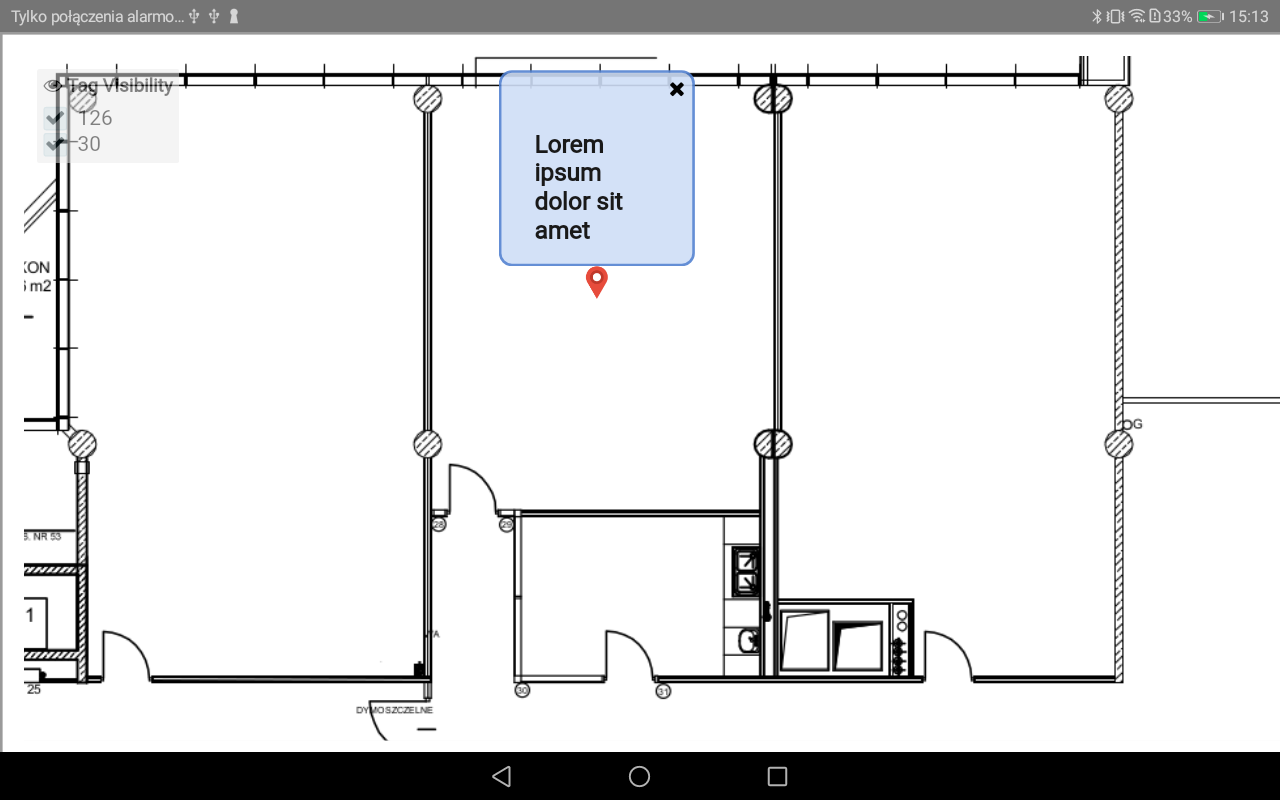 Tylko połączenia alarmo...
33%
15:13
Tag Visibility
126
30
Lorem
ipsum
dolor sit
amet
KON
m2
OG
28
29
S. NR 53
1
25
30
31
DYMOSZCZELNE